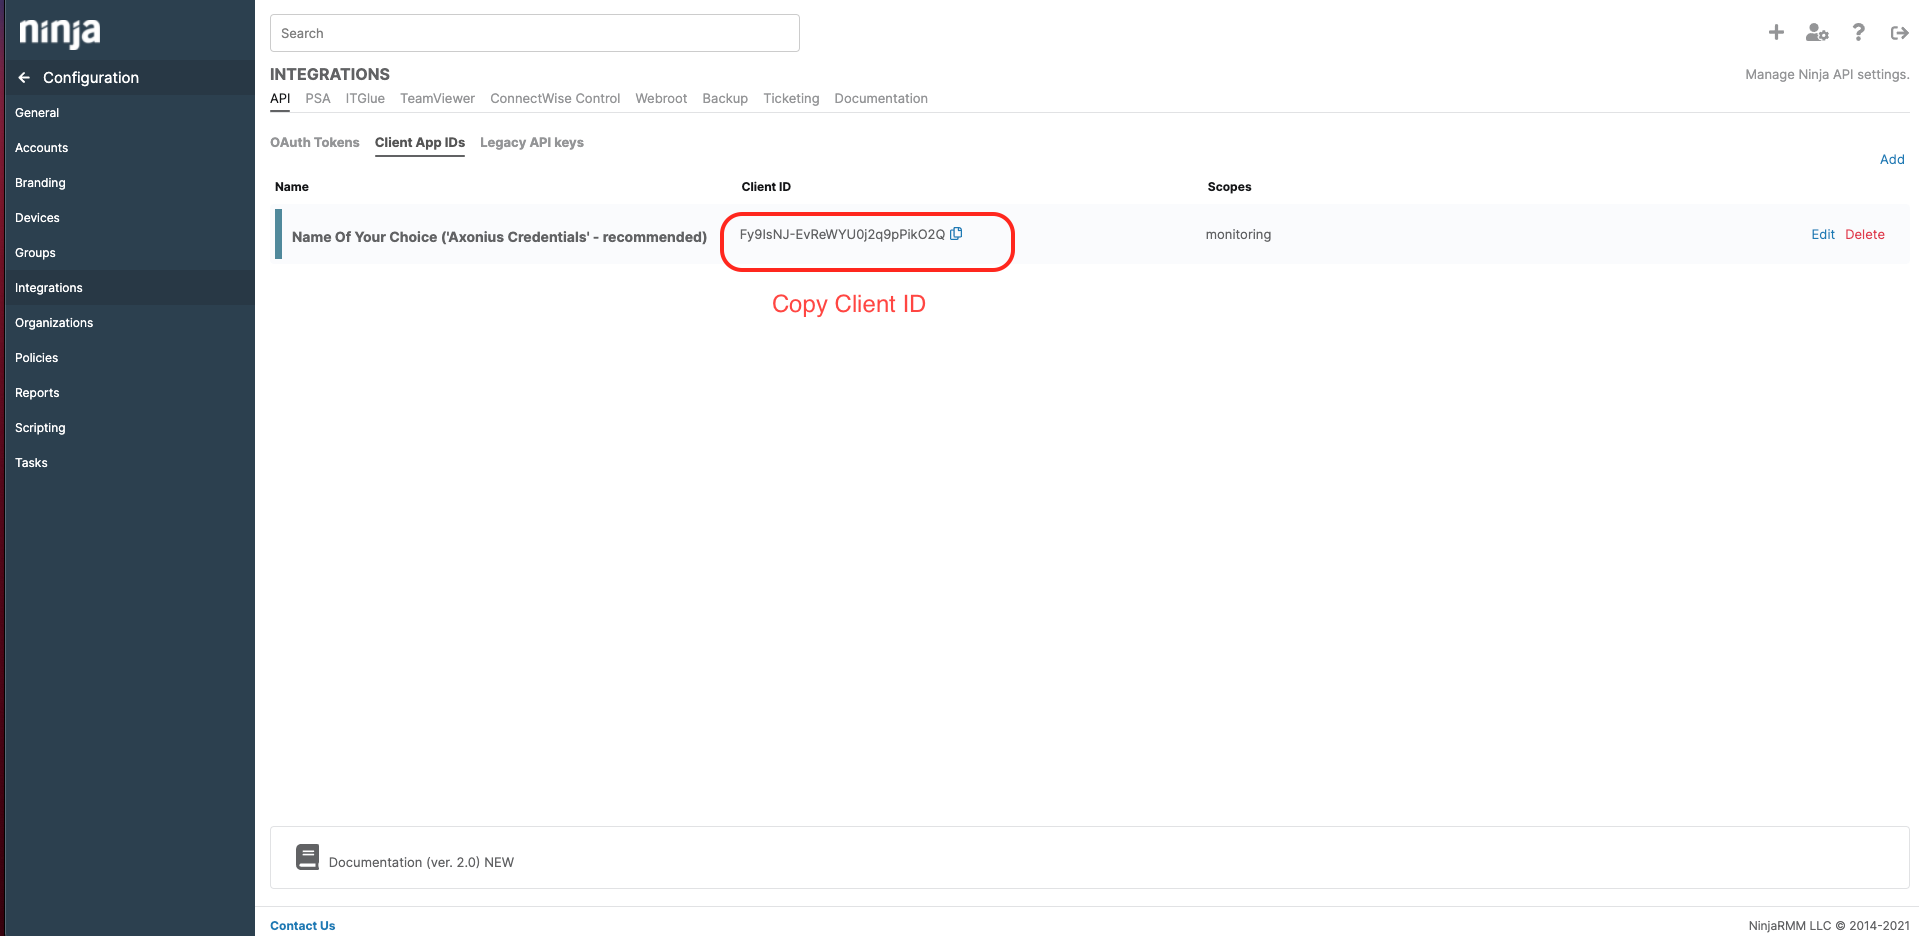 ninja
Search
Configuration
General
Accounts
Branding
Devices
Groups
Integrations
Organizations
Policies
Reports
Scripting
Tasks
INTEGRATIONS
Manage Ninja API settings.
API PSA ITGlue TeamViewer ConnectWise Control Webroot Backup Ticketing Documentation
OAuth Tokens Client App IDs Legacy API keys
Add
Name Client ID Scopes
Name Of Your Choice ('Axonius Credentials' - recommended) Fy9IsNJ-EvReWYU0j2q9pPikO2Q monitoring Edit Delete
Copy Client ID
Documentation (ver. 2.0) NEW
Contact Us
NinjaRMM LLC © 2014-2021